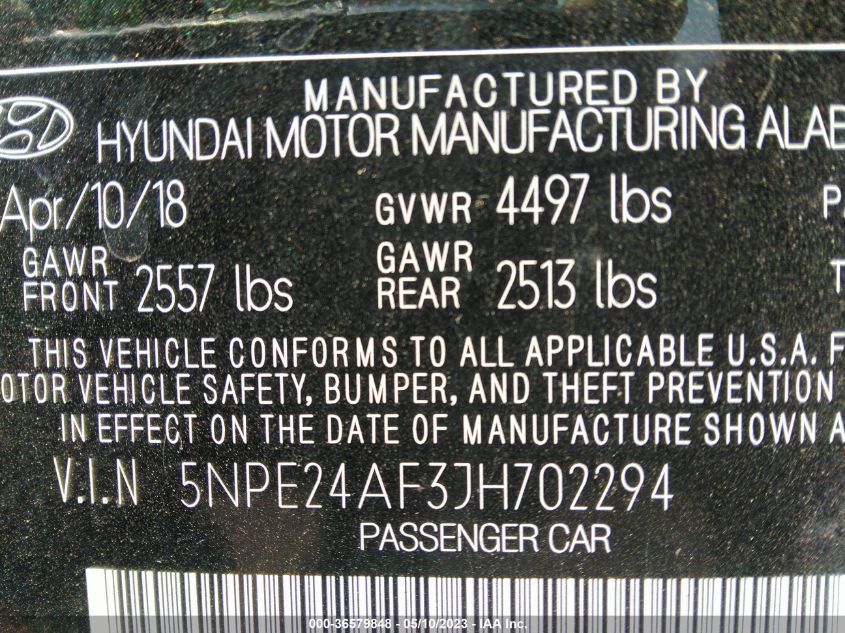 MANUFACTURED BY
HYUNDAI MOTOR MANUFACTURING ALAB
Apr/10/18 GVWR 4497 lbs
GAWR FRONT 2557 lbs GAWR REAR 2513 lbs
THIS VEHICLE CONFORMS TO ALL APPLICABLE U.S.A. F
OTOR VEHICLE SAFETY, BUMPER, AND THEFT PREVENTION
IN EFFECT ON THE DATE OF MANUFACTURE SHOWN A
V.I.N 5NPE24AF3JH702294
PASSENGER CAR
000-36579848 - 05/10/2023 - IAA Inc.